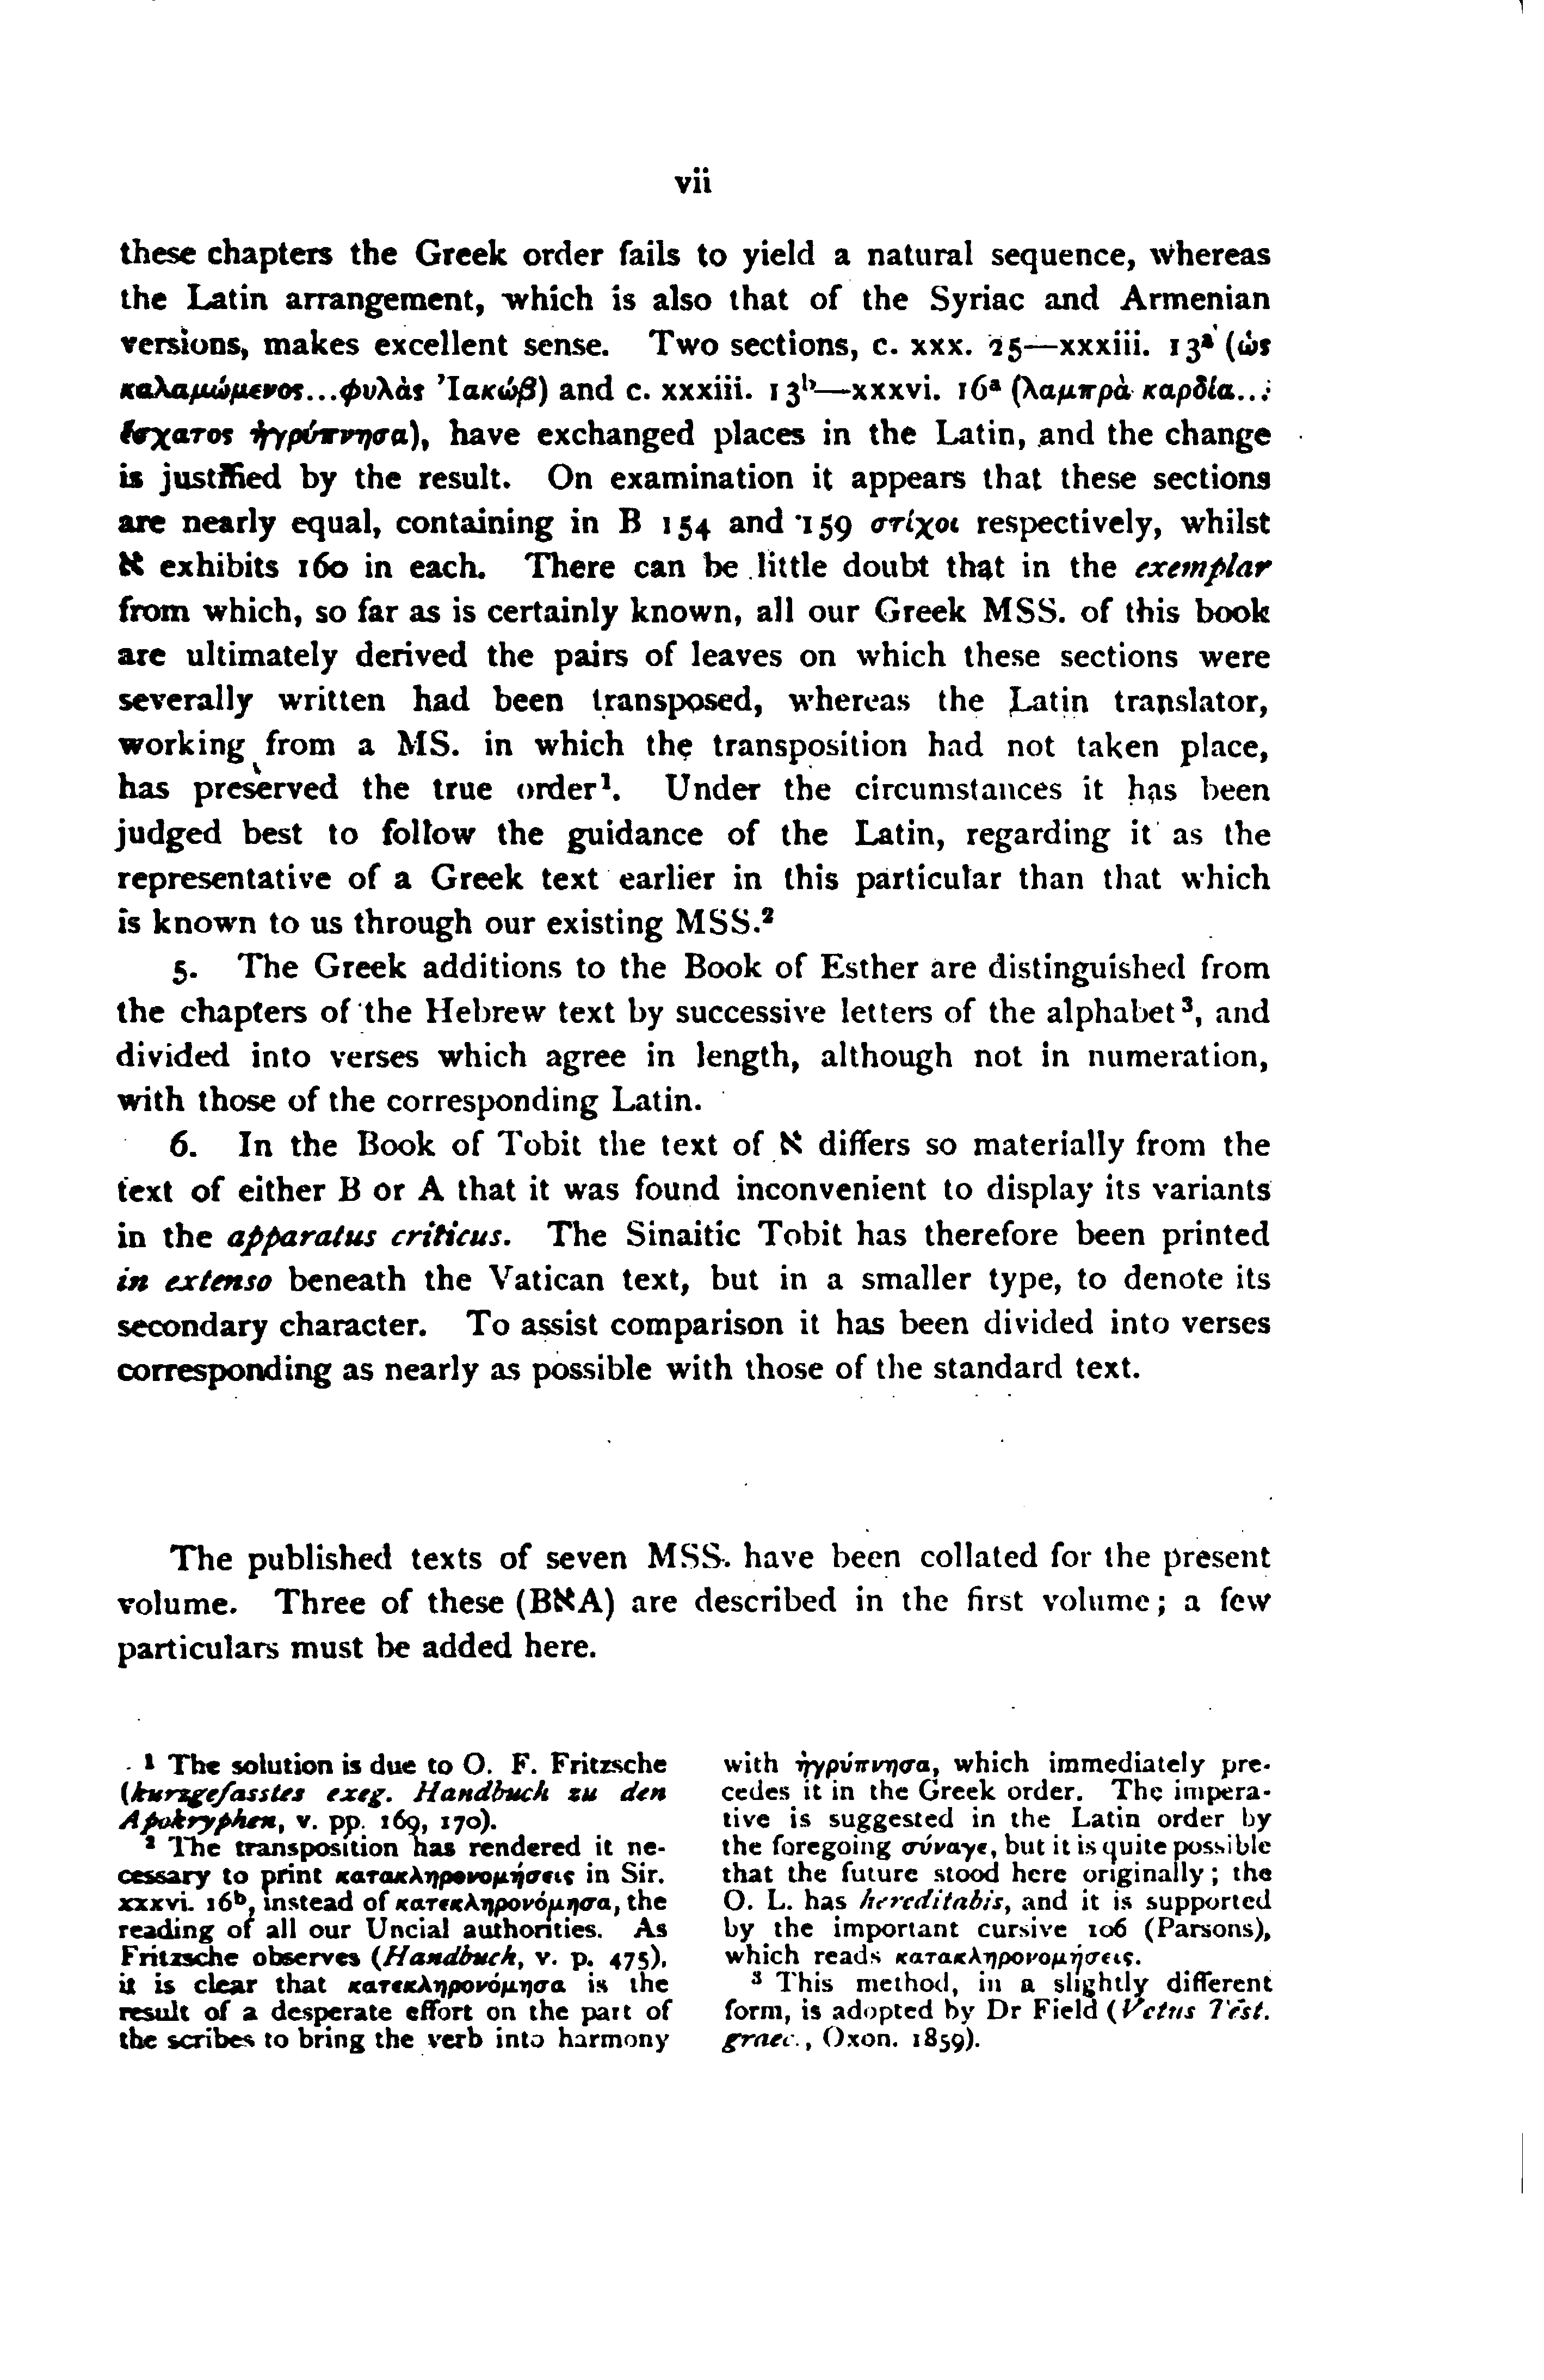 vii
these chapters the Greek order fails to yield a natural sequence, whereas
the Latin arrangement, which is also that of the Syriac and Armenian
versions, makes excellent sense. Two sections, c. xxx. 25—xxxiii. 13ᵃ (ὡς
καλαμώμενος...φυλὰς Ἰακώβ) and c. xxxiii. 13ᵇ—xxxvi. 16ᵃ (λαμπρὰ καρδία...
ἔσχατος ἠγρύπνησα), have exchanged places in the Latin, and the change
is justified by the result. On examination it appears that these sections
are nearly equal, containing in B 154 and 159 στίχοι respectively, whilst
א exhibits 160 in each. There can be little doubt that in the exemplar
from which, so far as is certainly known, all our Greek MSS. of this book
are ultimately derived the pairs of leaves on which these sections were
severally written had been transposed, whereas the Latin translator,
working from a MS. in which the transposition had not taken place,
has preserved the true order¹. Under the circumstances it has been
judged best to follow the guidance of the Latin, regarding it as the
representative of a Greek text earlier in this particular than that which
is known to us through our existing MSS.²
5. The Greek additions to the Book of Esther are distinguished from
the chapters of the Hebrew text by successive letters of the alphabet³, and
divided into verses which agree in length, although not in numeration,
with those of the corresponding Latin.
6. In the Book of Tobit the text of א differs so materially from the
text of either B or A that it was found inconvenient to display its variants
in the apparatus criticus. The Sinaitic Tobit has therefore been printed
in extenso beneath the Vatican text, but in a smaller type, to denote its
secondary character. To assist comparison it has been divided into verses
corresponding as nearly as possible with those of the standard text.
The published texts of seven MSS. have been collated for the present
volume. Three of these (BאA) are described in the first volume; a few
particulars must be added here.
¹ The solution is due to O. F. Fritzsche
(kurzgefasstes exeg. Handbuch zu den
Apokryphen, v. pp. 169, 170).
² The transposition has rendered it ne-
cessary to print κατακληρονομήσεις in Sir.
xxxvi. 16ᵇ, instead of κατεκληρονόμησα, the
reading of all our Uncial authorities. As
Fritzsche observes (Handbuch, v. p. 475),
it is clear that κατεκληρονόμησα is the
result of a desperate effort on the part of
the scribes to bring the verb into harmony
with ἠγρύπνησα, which immediately pre-
cedes it in the Greek order. The impera-
tive is suggested in the Latin order by
the foregoing σύναγε, but it is quite possible
that the future stood here originally; the
O. L. has hereditabis, and it is supported
by the important cursive 106 (Parsons),
which reads κατακληρονομήσεις.
³ This method, in a slightly different
form, is adopted by Dr Field (Vetus Test.
graec., Oxon. 1859).